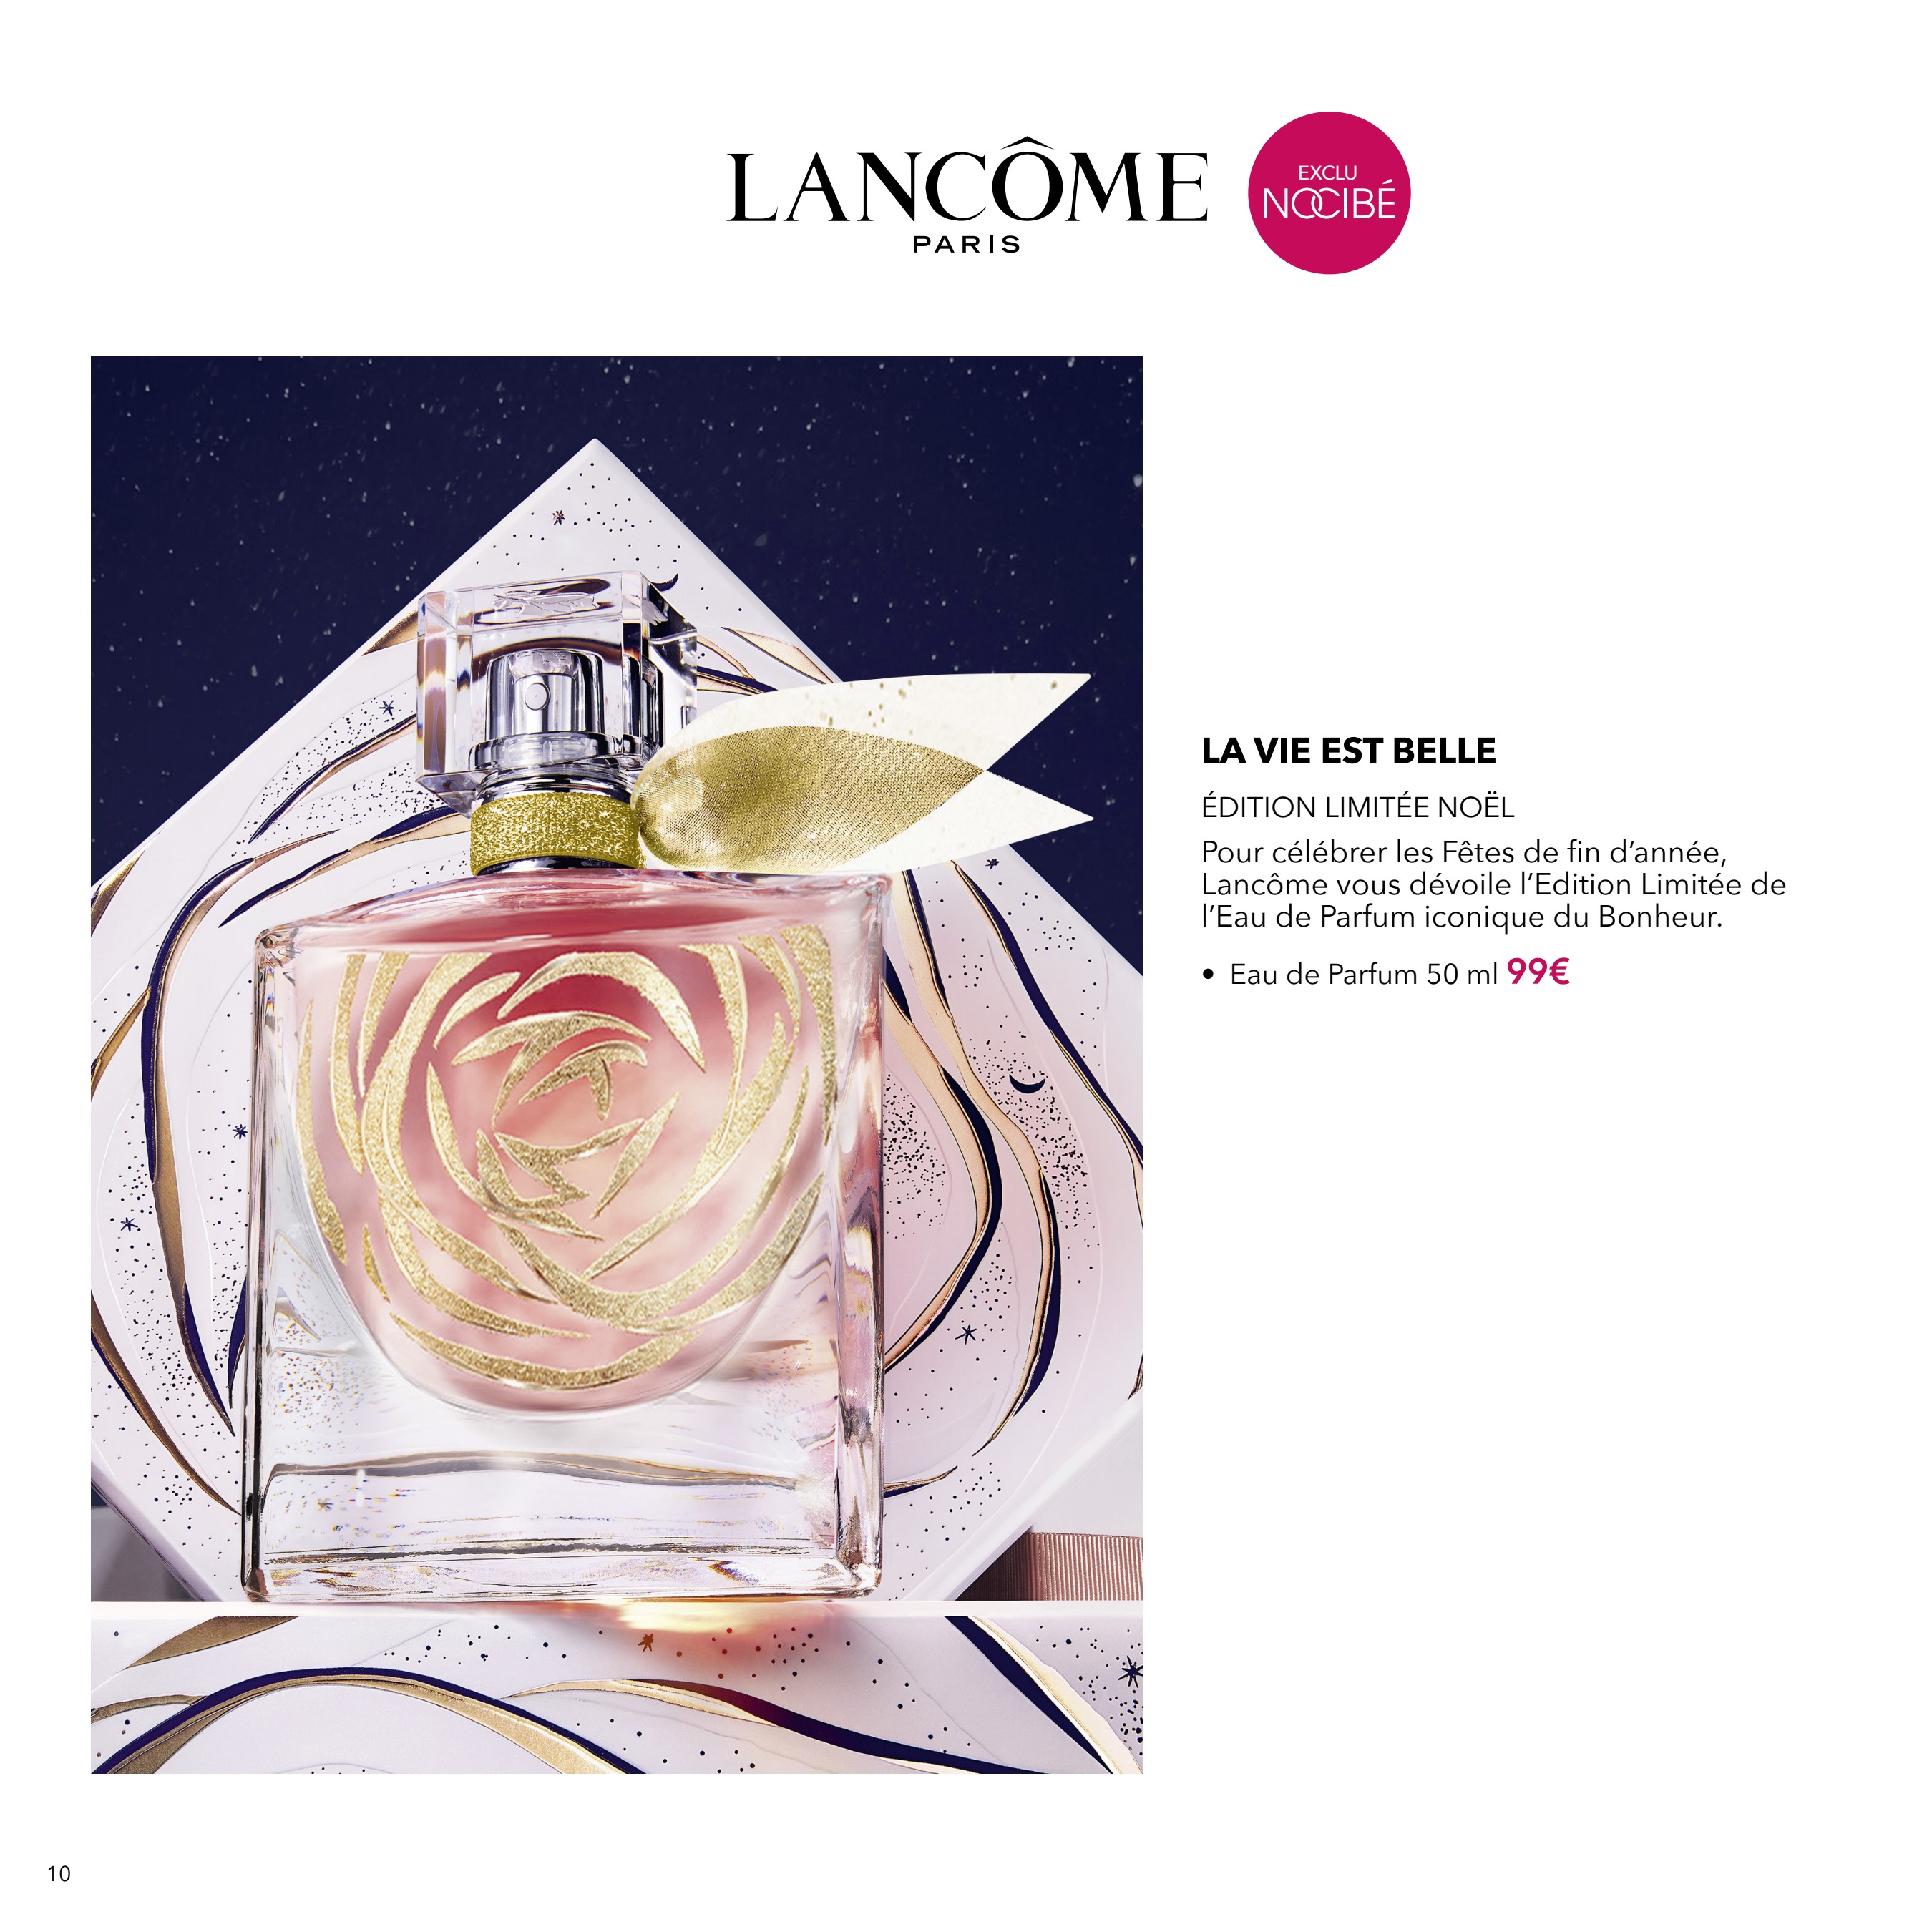 LANCÔME
PARIS
EXCLU
NOCIBÉ
LA VIE EST BELLE
ÉDITION LIMITÉE NOËL
Pour célébrer les Fêtes de fin d’année,
Lancôme vous dévoile l’Edition Limitée de
l’Eau de Parfum iconique du Bonheur.
• Eau de Parfum 50 ml 99€
10